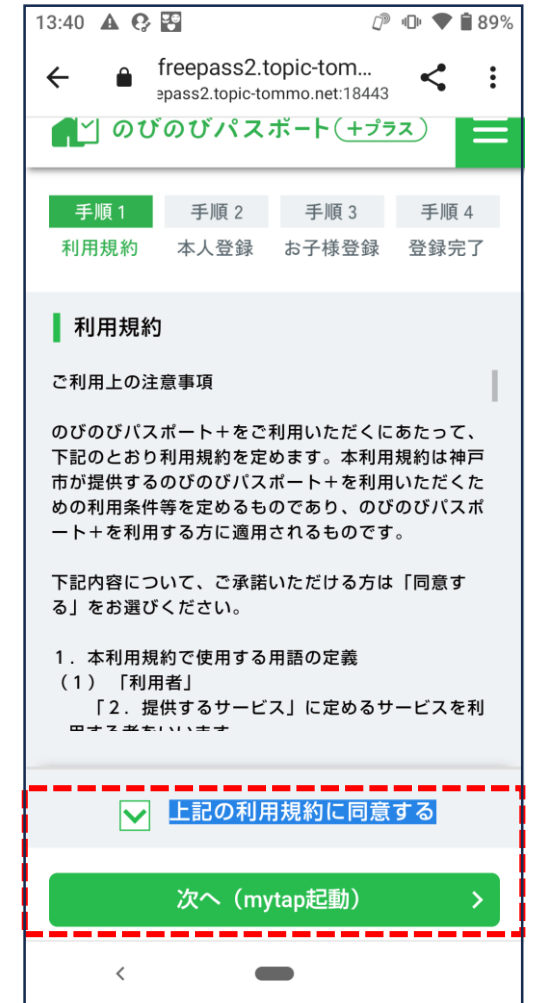 13:40 89%
freepass2.topic-tom...
epass2.topic-tommo.net:18443
のびのびパスポート(+プラス)
手順1 手順2 手順3 手順4
利用規約 本人登録 お子様登録 登録完了
利用規約
ご利用上の注意事項
のびのびパスポート+をご利用いただくにあたって、
下記のとおり利用規約を定めます。本利用規約は神戸
市が提供するのびのびパスポート+を利用いただくた
めの利用条件等を定めるものであり、のびのびパスポ
ート+を利用する方に適用されるものです。
下記内容について、ご承諾いただける方は「同意す
る」をお選びください。
1.本利用規約で使用する用語の定義
(1) 「利用者」
「2.提供するサービス」に定めるサービスを利
用する者をいいます
上記の利用規約に同意する
次へ(mytap起動)